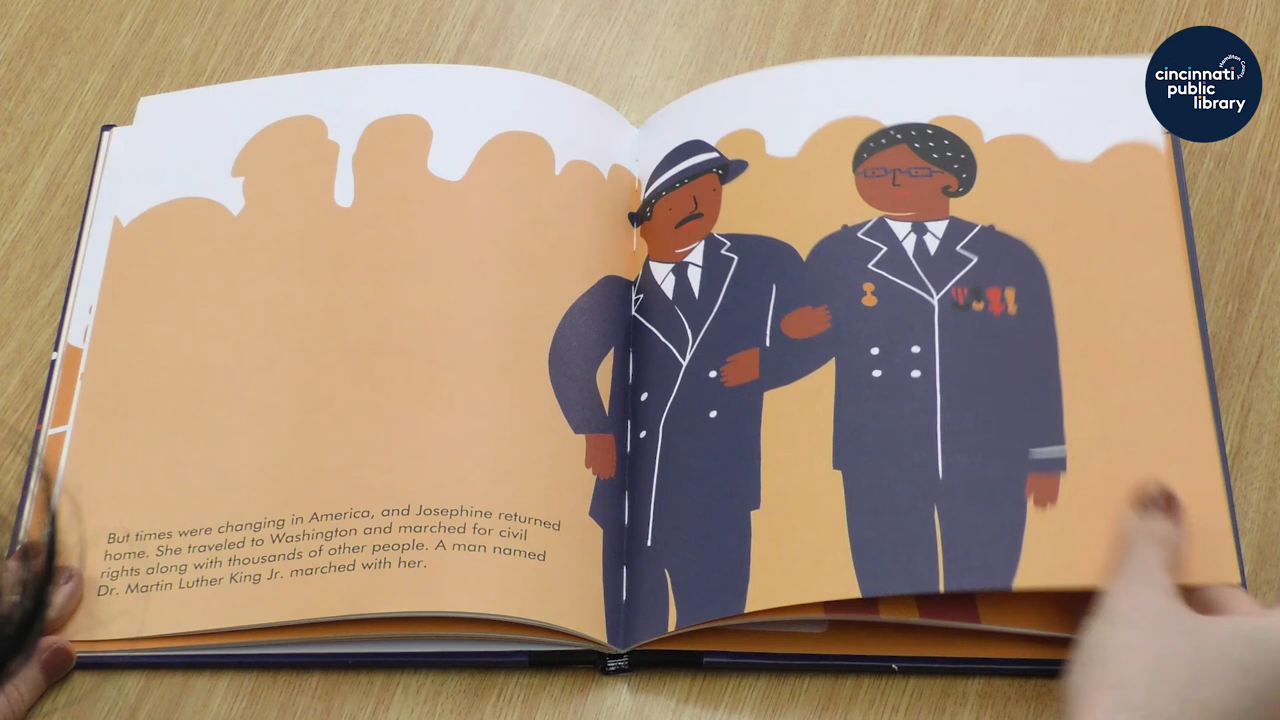 But times were changing in America, and Josephine returned
home. She traveled to Washington and marched for civil
rights along with thousands of other people. A man named
Dr. Martin Luther King Jr. marched with her.
Hamilton County
cincinnati
public
library